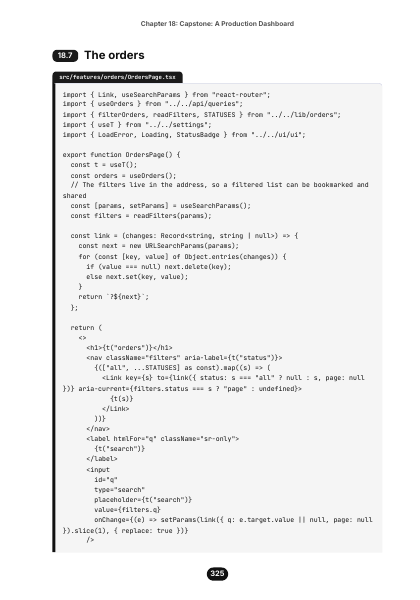 Chapter 18: Capstone: A Production Dashboard
18.7 The orders
src/features/orders/OrdersPage.tsx
import { Link, useSearchParams } from "react-router";
import { useOrders } from "../../api/queries";
import { filterOrders, readFilters, STATUSES } from "../../lib/orders";
import { useT } from "../../settings";
import { LoadError, Loading, StatusBadge } from "../../ui/ui";

export function OrdersPage() {
  const t = useT();
  const orders = useOrders();
  // The filters live in the address, so a filtered list can be bookmarked and
shared
  const [params, setParams] = useSearchParams();
  const filters = readFilters(params);

  const link = (changes: Record<string, string | null>) => {
    const next = new URLSearchParams(params);
    for (const [key, value] of Object.entries(changes)) {
      if (value === null) next.delete(key);
      else next.set(key, value);
    }
    return `?${next}`;
  };

  return (
    <>
      <h1>{t("orders")}</h1>
      <nav className="filters" aria-label={t("status")}>
        {(["all", ...STATUSES] as const).map((s) => (
          <Link key={s} to={link({ status: s === "all" ? null : s, page: null
})} aria-current={filters.status === s ? "page" : undefined}>
            {t(s)}
          </Link>
        ))}
      </nav>
      <label htmlFor="q" className="sr-only">
        {t("search")}
      </label>
      <input
        id="q"
        type="search"
        placeholder={t("search")}
        value={filters.q}
        onChange={(e) => setParams(link({ q: e.target.value || null, page: null
}).slice(1), { replace: true })}
      />
325